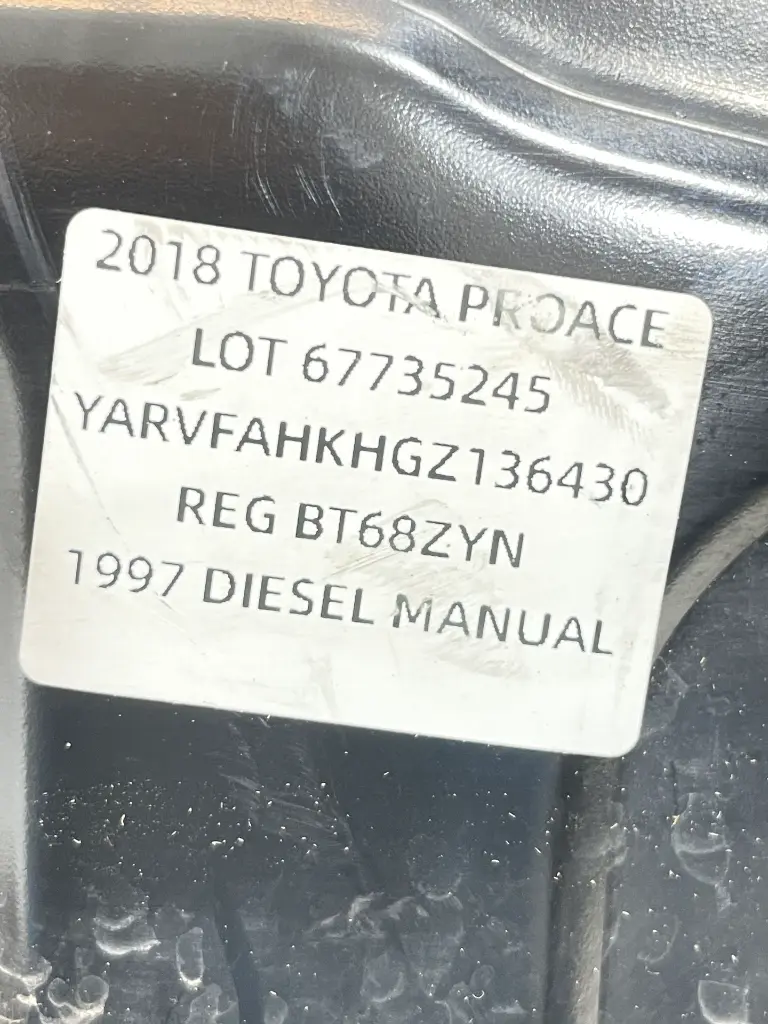 2018 TOYOTA PROACE
LOT 67735245
YARVFAHKHGZ136430
REG BT68ZYN
1997 DIESEL MANUAL